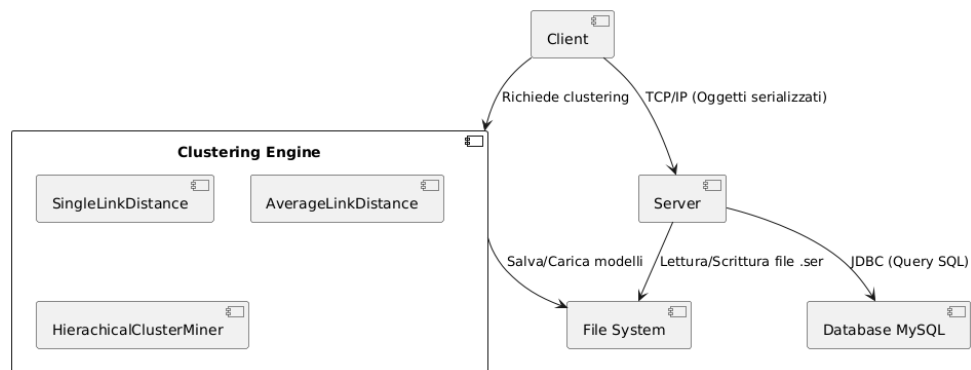 Client
Richiede clustering
TCP/IP (Oggetti serializzati)
Clustering Engine
SingleLinkDistance
AverageLinkDistance
Server
Salva/Carica modelli
Lettura/Scrittura file .ser
JDBC (Query SQL)
HierachicalClusterMiner
File System
Database MySQL